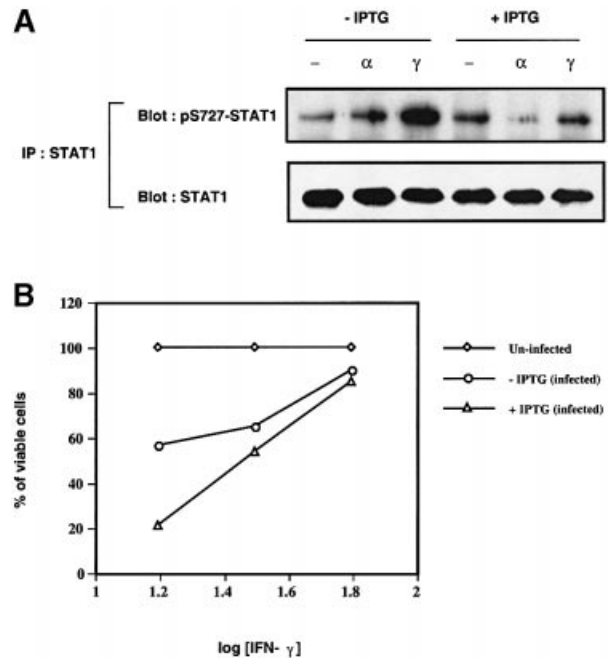 A
- IPTG + IPTG
– α γ – α γ
Blot : pS727-STAT1
IP : STAT1
Blot : STAT1
B
120
100
80
60
40
20
0
1 1.2 1.4 1.6 1.8 2
% of viable cells
log [IFN- γ]
Un-infected
- IPTG (infected)
+ IPTG (infected)